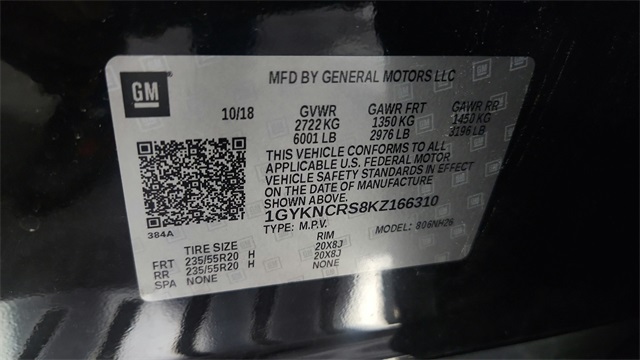 GM
MFD BY GENERAL MOTORS LLC
10/18 GVWR GAWR FRT GAWR RR
2722 KG 1350 KG 1450 KG
6001 LB 2976 LB 3196 LB
THIS VEHICLE CONFORMS TO ALL
APPLICABLE U.S. FEDERAL MOTOR
VEHICLE SAFETY STANDARDS IN EFFECT
ON THE DATE OF MANUFACTURE
SHOWN ABOVE.
1GYKNCRS8KZ166310
384A TYPE: M.P.V. MODEL: 806NH26
TIRE SIZE RIM
FRT 235/55R20 H 20X8J
RR 235/55R20 H 20X8J
SPA NONE NONE